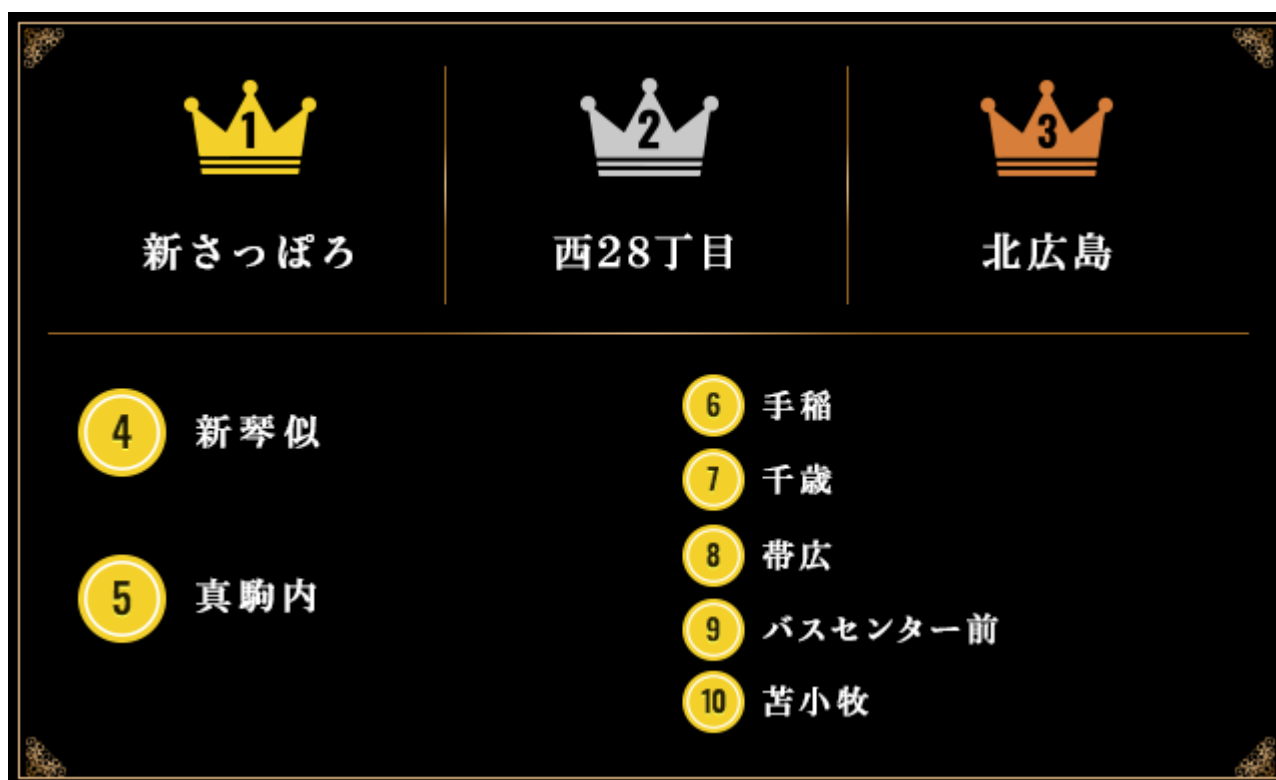 1
新さっぽろ
2
西28丁目
3
北広島
4 新琴似
5 真駒内
6 手稲
7 千歳
8 帯広
9 バスセンター前
10 苫小牧